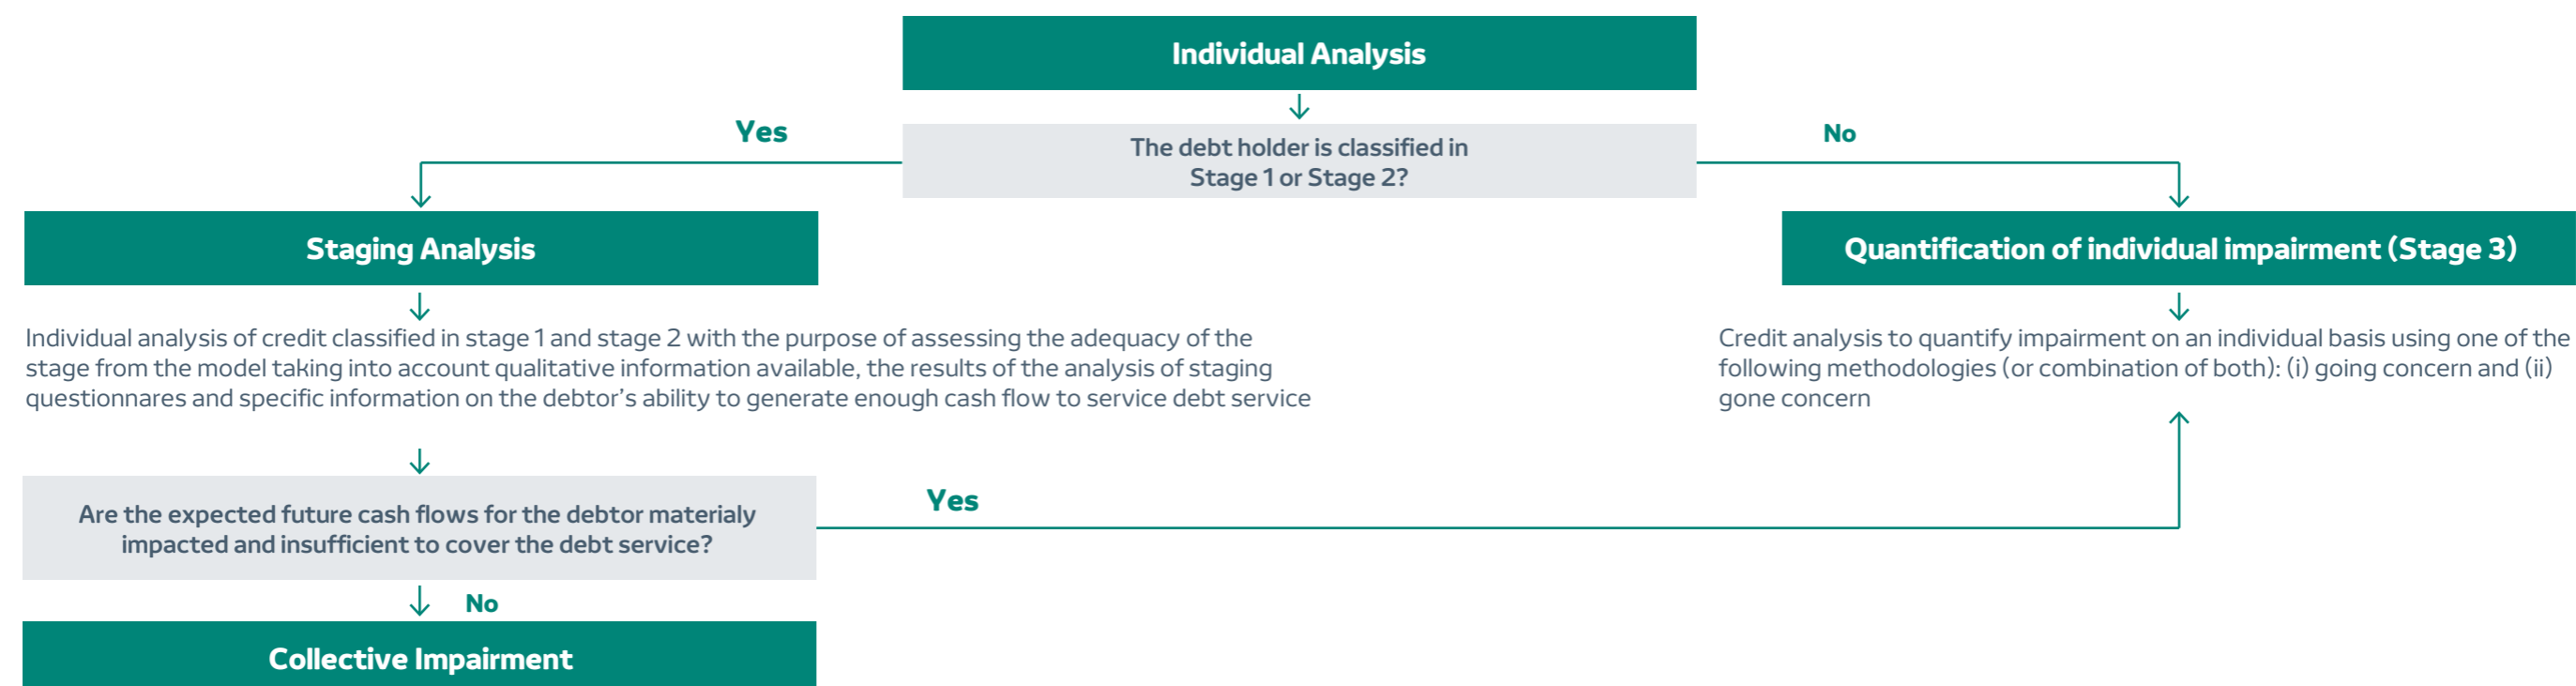 Individual Analysis
Yes
The debt holder is classified in
Stage 1 or Stage 2?
No
Staging Analysis
Quantification of individual impairment (Stage 3)
Individual analysis of credit classified in stage 1 and stage 2 with the purpose of assessing the adequacy of the
stage from the model taking into account qualitative information available, the results of the analysis of staging
questionnares and specific information on the debtor’s ability to generate enough cash flow to service debt service
Credit analysis to quantify impairment on an individual basis using one of the
following methodologies (or combination of both): (i) going concern and (ii)
gone concern
Are the expected future cash flows for the debtor materialy
impacted and insufficient to cover the debt service?
Yes
No
Collective Impairment